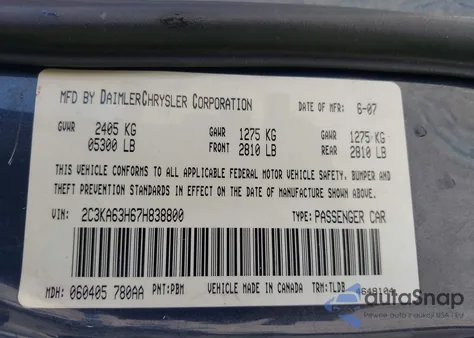 MFD BY DAIMLERCHRYSLER CORPORATION DATE OF MFR: 6-07
GVWR 2405 KG GAWR 1275 KG GAWR 1275 KG
05300 LB FRONT 2810 LB REAR 2810 LB
THIS VEHICLE CONFORMS TO ALL APPLICABLE FEDERAL MOTOR VEHICLE SAFETY, BUMPER AND
THEFT PREVENTION STANDARDS IN EFFECT ON THE DATE OF MANUFACTURE SHOWN ABOVE.
VIN: 2C3KA63H67H838800 TYPE: PASSENGER CAR
MDH: 060405 780AA PNT: PBM VEHICLE MADE IN CANADA TRM: TLDB 4648104
autoSnap